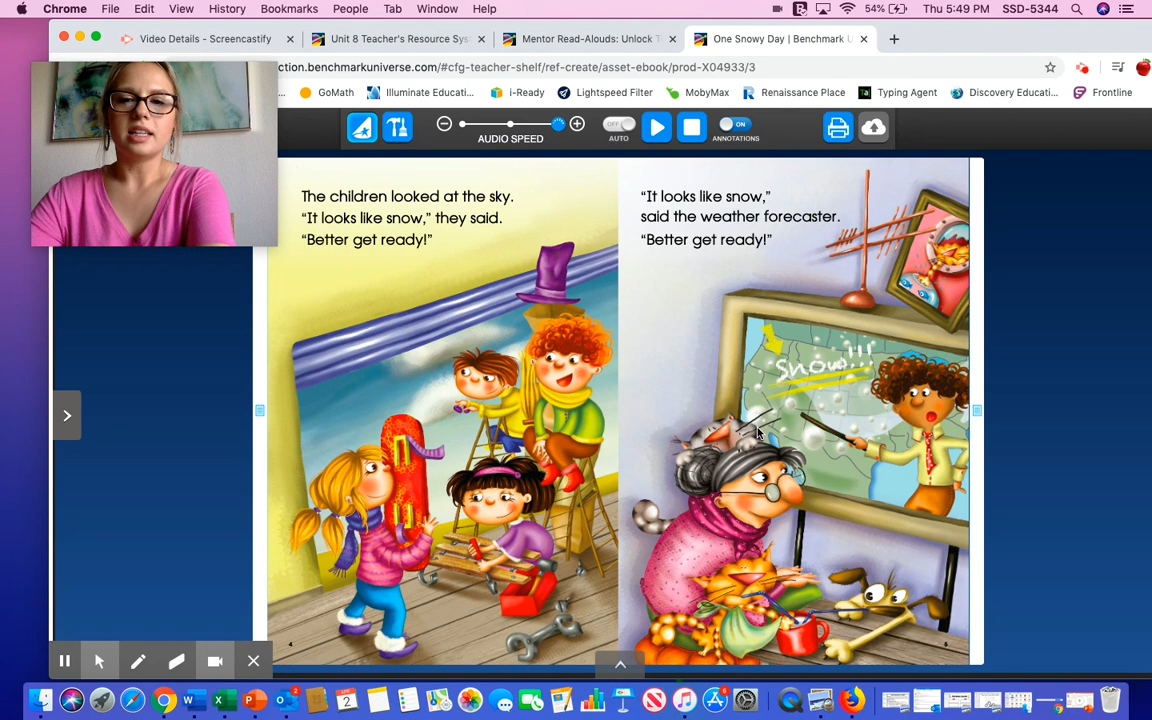 Chrome File Edit View History Bookmarks People Tab Window Help 54% Thu 5:49 PM SSD-5344
Video Details - Screencastify Unit 8 Teacher's Resource Sys Mentor Read-Alouds: Unlock T One Snowy Day | Benchmark U
ction.benchmarkuniverse.com/#cfg-teacher-shelf/ref-create/asset-ebook/prod-X04933/3
GoMath Illuminate Educati... i-Ready Lightspeed Filter MobyMax Renaissance Place Typing Agent Discovery Educati... Frontline
AUDIO SPEED OFF AUTO ON ANNOTATIONS
The children looked at the sky.
“It looks like snow,” they said.
“Better get ready!”
4
“It looks like snow,”
said the weather forecaster.
“Better get ready!”
Snow!!!
5